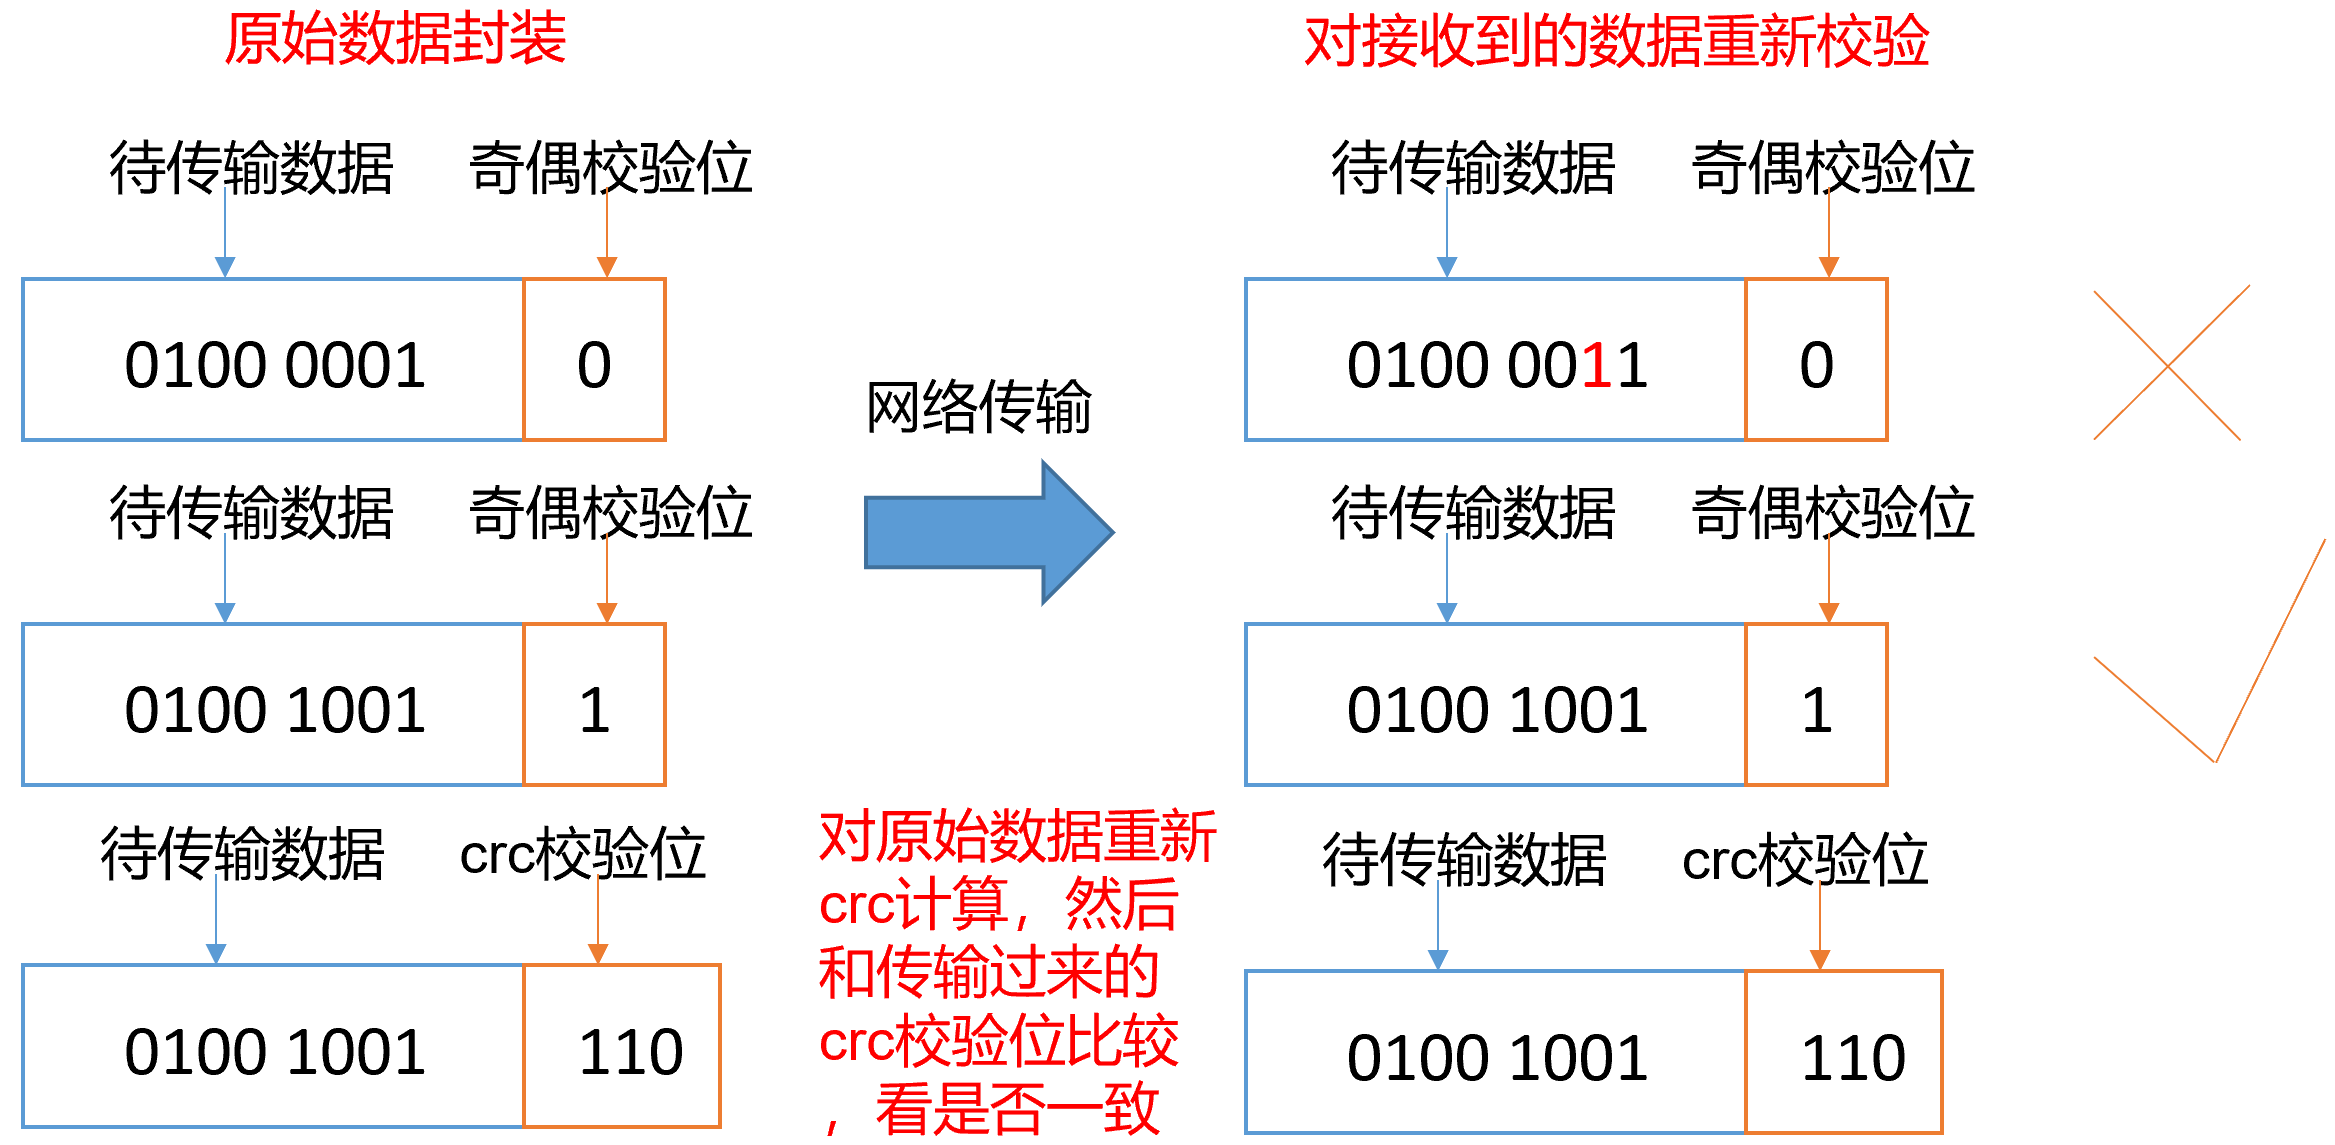 原始数据封装
对接收到的数据重新校验
待传输数据 奇偶校验位
待传输数据 奇偶校验位
0100 0001 0
0100 0011 0
网络传输
待传输数据 奇偶校验位
待传输数据 奇偶校验位
0100 1001 1
0100 1001 1
待传输数据 crc校验位
对原始数据重新
crc计算，然后
和传输过来的
crc校验位比较
，看是否一致
待传输数据 crc校验位
0100 1001 110
0100 1001 110